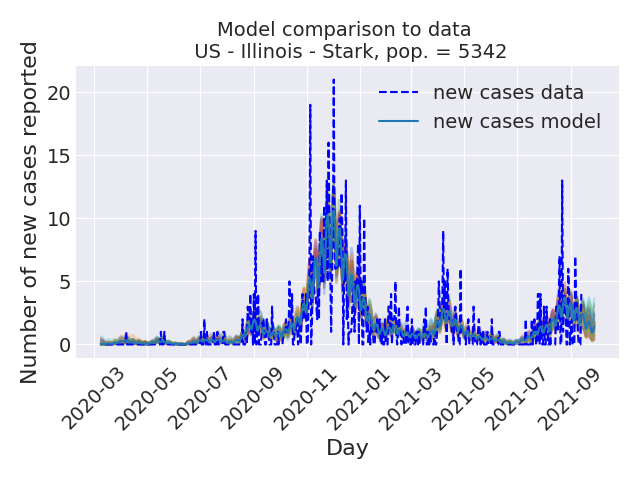 Model comparison to data
US - Illinois - Stark, pop. = 5342
Number of new cases reported
20
15
10
5
0
new cases data
new cases model
2020-03
2020-05
2020-07
2020-09
2020-11
2021-01
2021-03
2021-05
2021-07
2021-09
Day